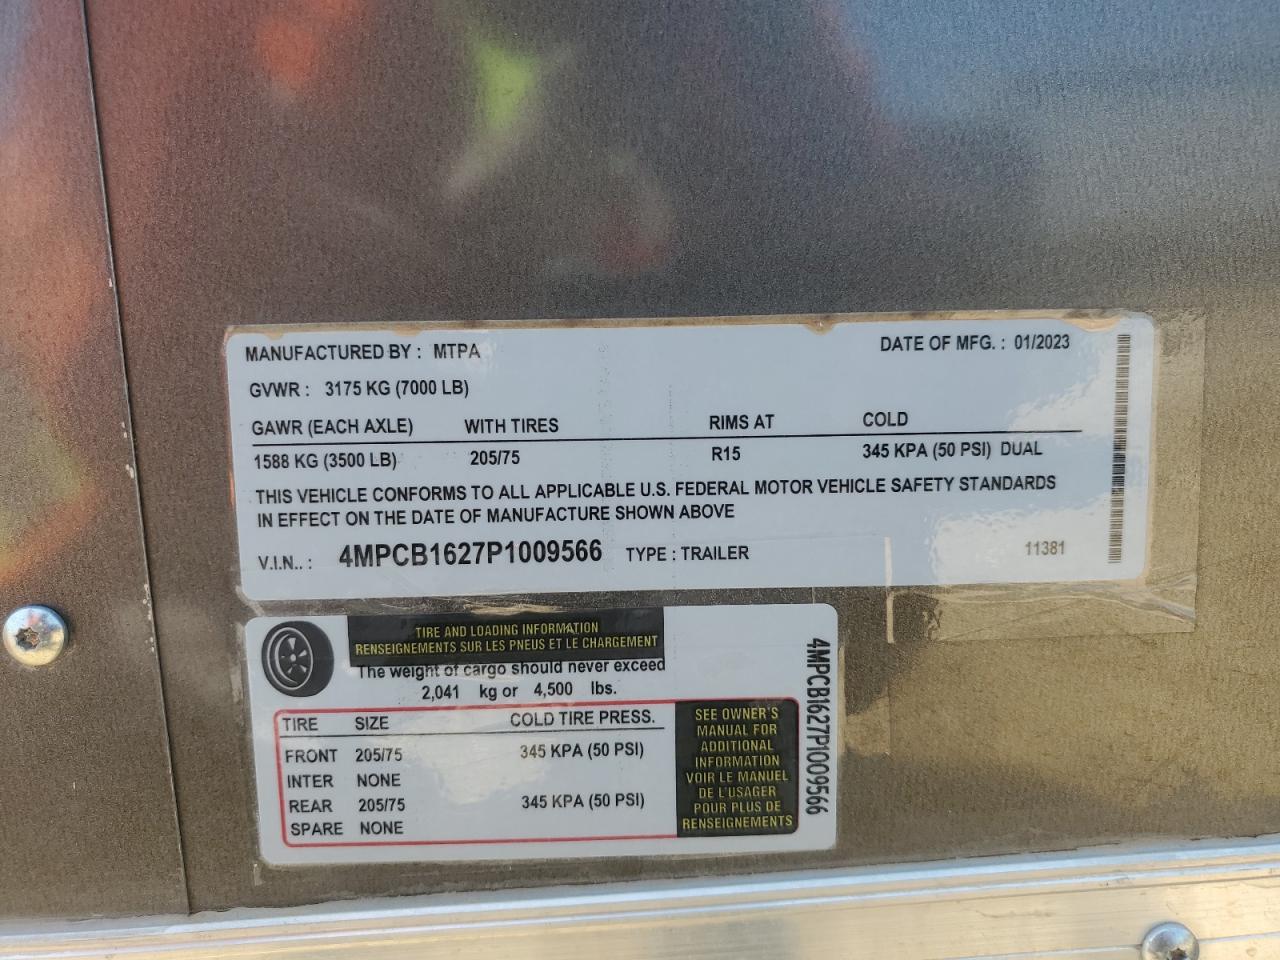 MANUFACTURED BY : MTPA DATE OF MFG. : 01/2023
GVWR : 3175 KG (7000 LB)
GAWR (EACH AXLE) WITH TIRES RIMS AT COLD
1588 KG (3500 LB) 205/75 R15 345 KPA (50 PSI) DUAL
THIS VEHICLE CONFORMS TO ALL APPLICABLE U.S. FEDERAL MOTOR VEHICLE SAFETY STANDARDS
IN EFFECT ON THE DATE OF MANUFACTURE SHOWN ABOVE
V.I.N.. : 4MPCB1627P1009566 TYPE : TRAILER 11381
TIRE AND LOADING INFORMATION
RENSEIGNEMENTS SUR LES PNEUS ET LE CHARGEMENT
The weight of cargo should never exceed
2,041 kg or 4,500 lbs.
TIRE SIZE COLD TIRE PRESS.
FRONT 205/75 345 KPA (50 PSI)
INTER NONE
REAR 205/75 345 KPA (50 PSI)
SPARE NONE
SEE OWNER'S
MANUAL FOR
ADDITIONAL
INFORMATION
VOIR LE MANUEL
DE L'USAGER
POUR PLUS DE
RENSEIGNEMENTS
4MPCB1627P1009566